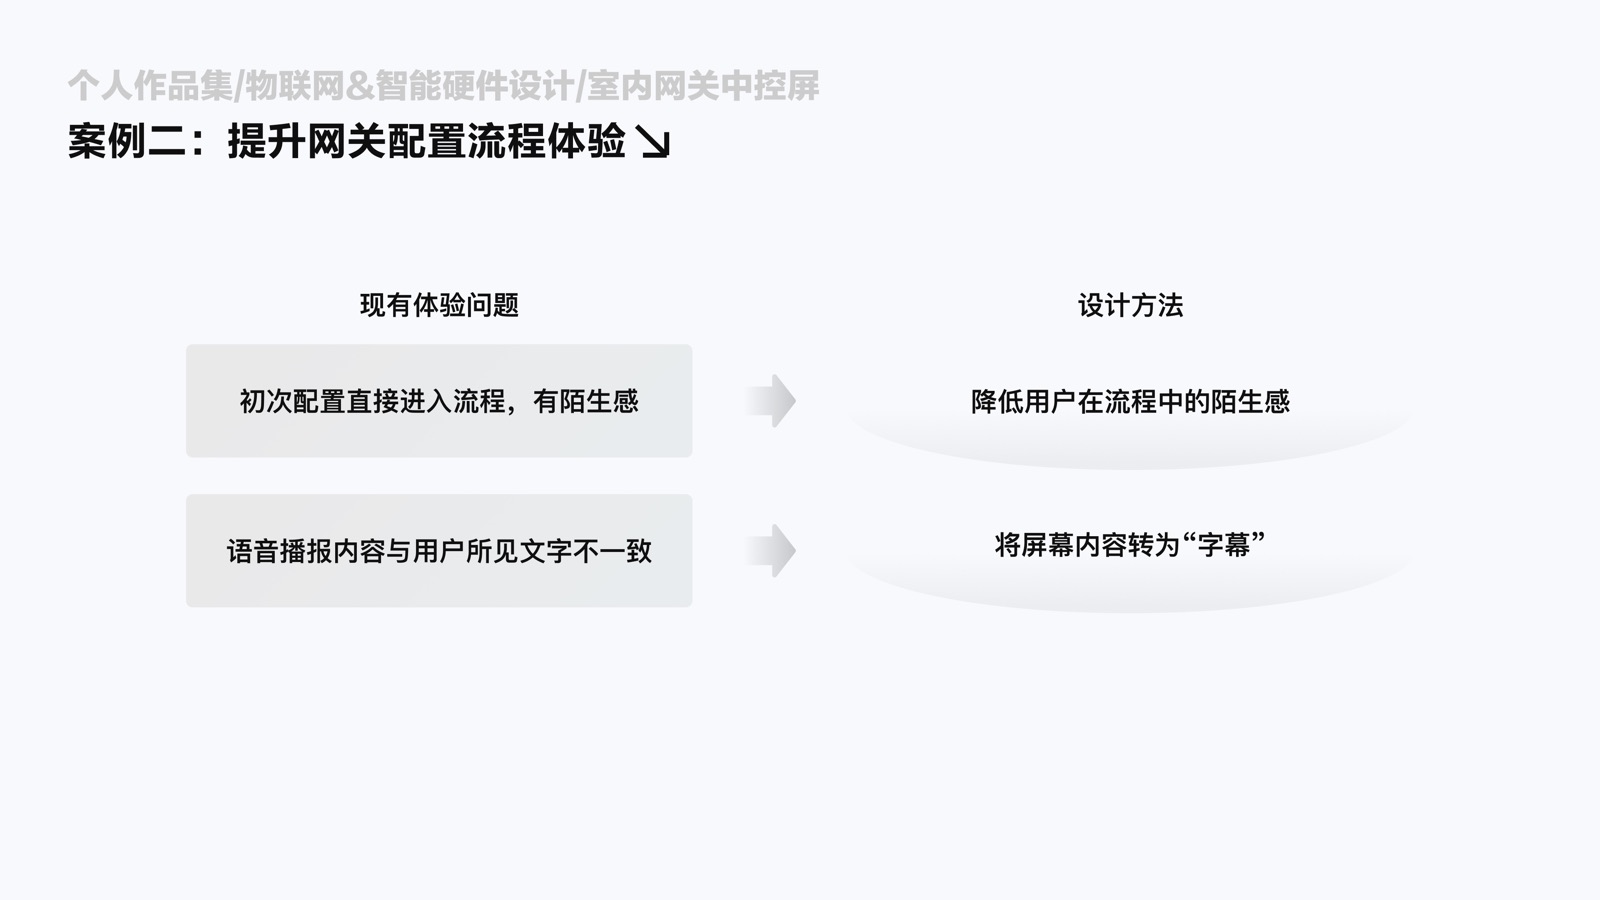 个人作品集/物联网&智能硬件设计/室内网关中控屏
案例二：提升网关配置流程体验↘
现有体验问题
设计方法
初次配置直接进入流程，有陌生感
降低用户在流程中的陌生感
语音播报内容与用户所见文字不一致
将屏幕内容转为“字幕”